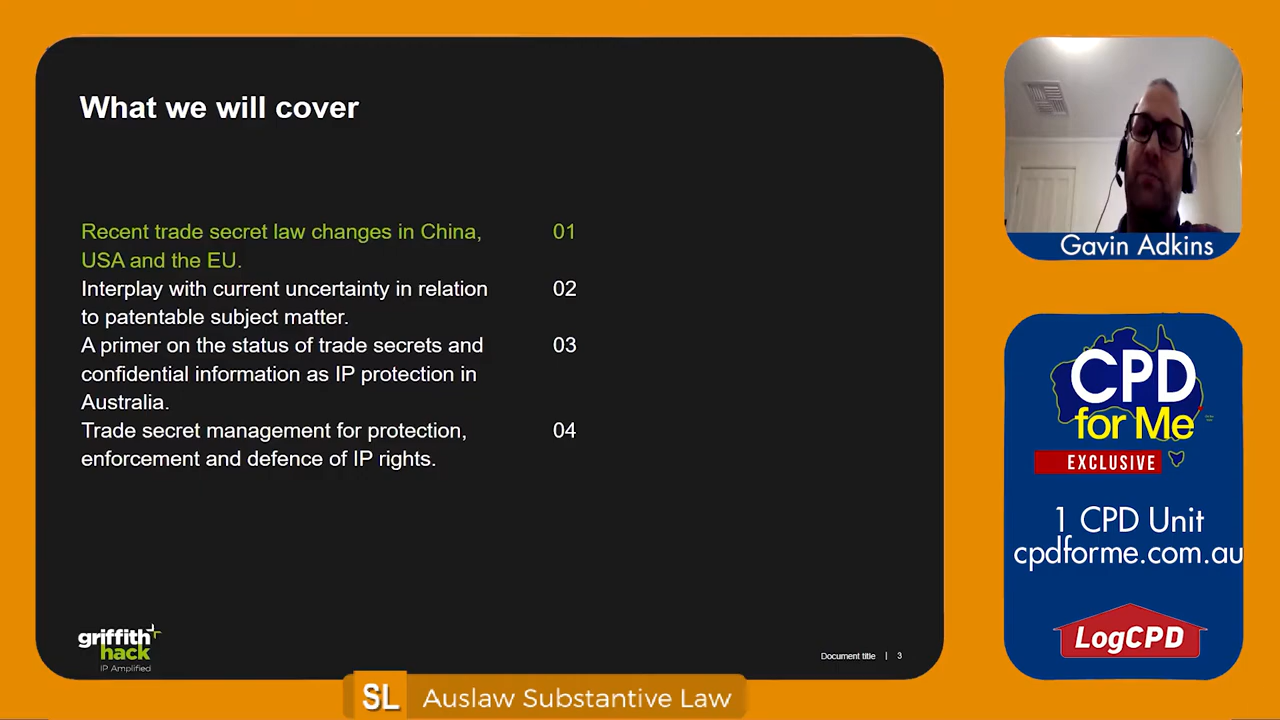 What we will cover
Recent trade secret law changes in China, 01
USA and the EU.
Interplay with current uncertainty in relation 02
to patentable subject matter.
A primer on the status of trade secrets and 03
confidential information as IP protection in
Australia.
Trade secret management for protection, 04
enforcement and defence of IP rights.
griffith
hack
IP Amplified
Document title | 3
Gavin Adkins
CPD
for Me
EXCLUSIVE
1 CPD Unit
cpdforme.com.au
LogCPD
SL Auslaw Substantive Law